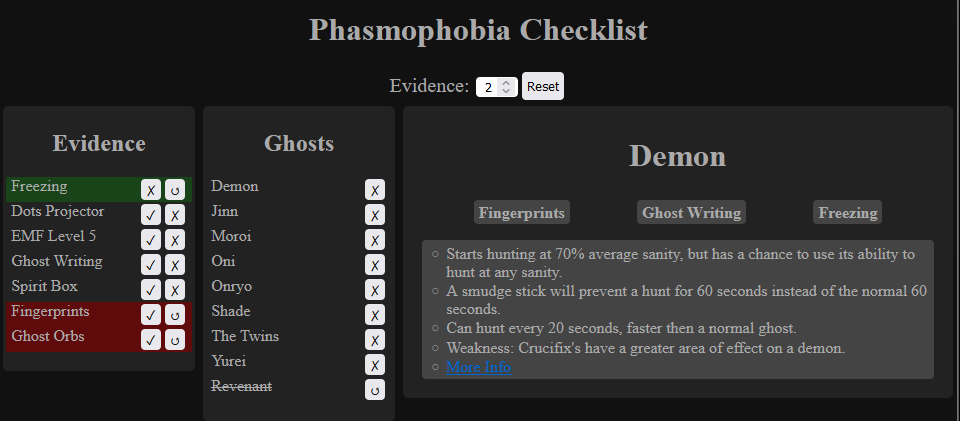 Phasmophobia Checklist
Evidence: 2 Reset
Evidence
Freezing ✗ ↺
Dots Projector ✓ ✗
EMF Level 5 ✓ ✗
Ghost Writing ✓ ✗
Spirit Box ✓ ✗
Fingerprints ✓ ↺
Ghost Orbs ✓ ↺
Ghosts
Demon ✗
Jinn ✗
Moroi ✗
Oni ✗
Onryo ✗
Shade ✗
The Twins ✗
Yurei ✗
Revenant ↺
Demon
Fingerprints Ghost Writing Freezing
Starts hunting at 70% average sanity, but has a chance to use its ability to
hunt at any sanity.
A smudge stick will prevent a hunt for 60 seconds instead of the normal 60
seconds.
Can hunt every 20 seconds, faster then a normal ghost.
Weakness: Crucifix's have a greater area of effect on a demon.
More Info